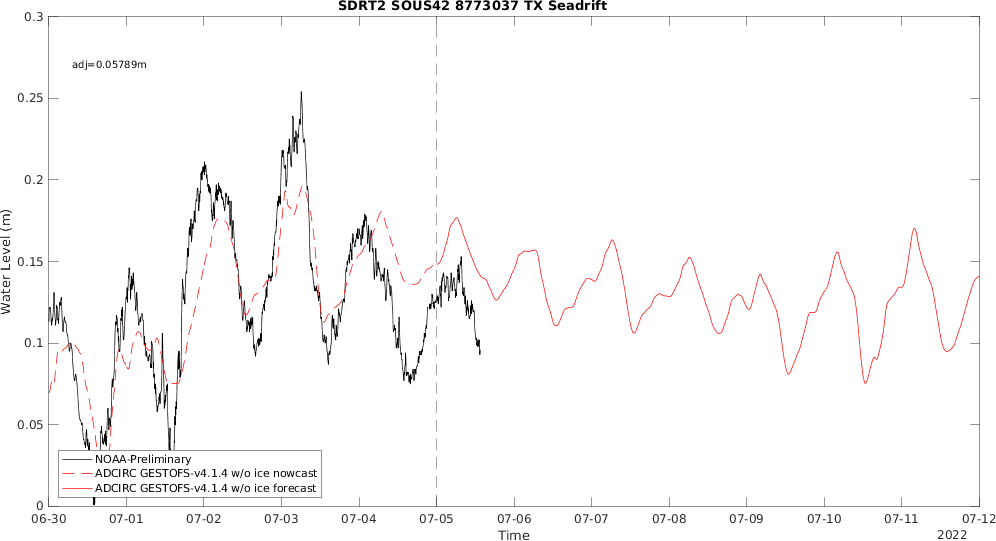 SDRT2 SOUS42 8773037 TX Seadrift
0.3
adj=0.05789m
0.25
0.2
0.15
0.1
0.05
0
Water Level (m)
NOAA-Preliminary
ADCIRC GESTOFS-v4.1.4 w/o ice nowcast
ADCIRC GESTOFS-v4.1.4 w/o ice forecast
06-30 07-01 07-02 07-03 07-04 07-05 07-06 07-07 07-08 07-09 07-10 07-11 07-12
Time
2022